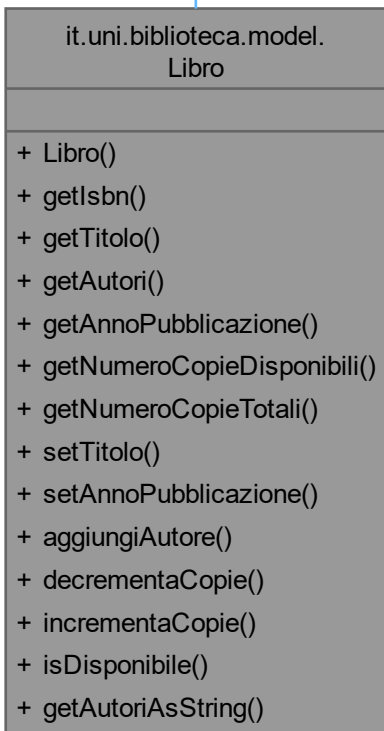 it.uni.biblioteca.model.
Libro
+ Libro()
+ getIsbn()
+ getTitolo()
+ getAutori()
+ getAnnoPubblicazione()
+ getNumeroCopieDisponibili()
+ getNumeroCopieTotali()
+ setTitolo()
+ setAnnoPubblicazione()
+ aggiungiAutore()
+ decrementaCopie()
+ incrementaCopie()
+ isDisponibile()
+ getAutoriAsString()